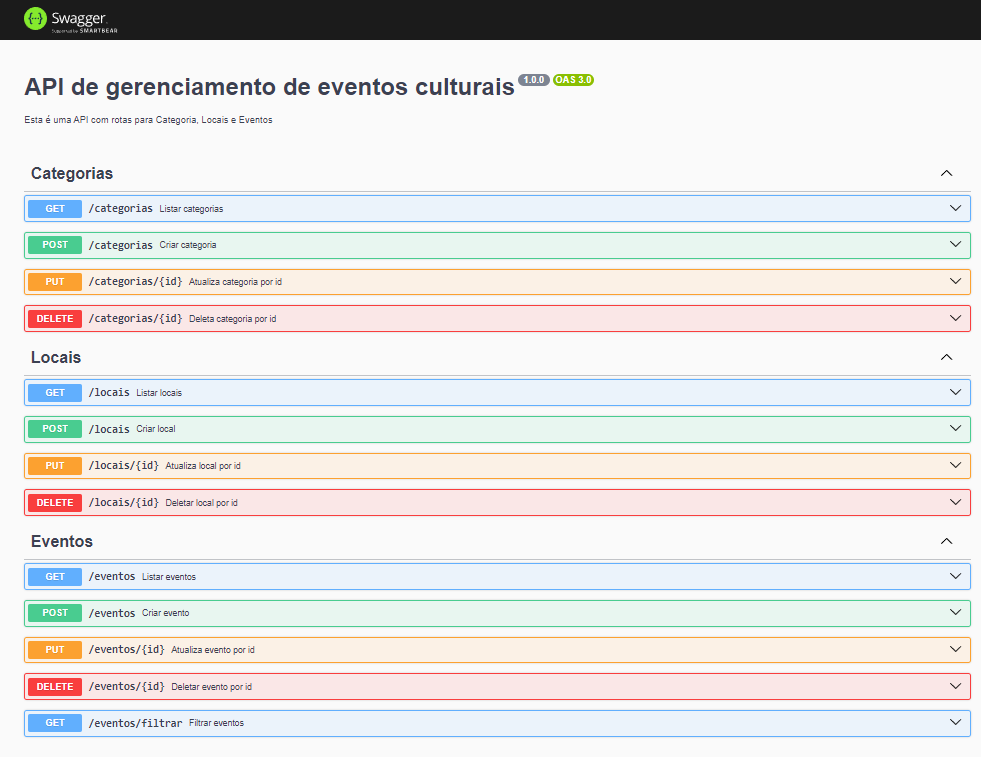 Swagger
Supported by SMARTBEAR
API de gerenciamento de eventos culturais 1.0.0 OAS 3.0
Esta é uma API com rotas para Categoria, Locais e Eventos
Categorias
GET /categorias Listar categorias
POST /categorias Criar categoria
PUT /categorias/{id} Atualiza categoria por id
DELETE /categorias/{id} Deleta categoria por id
Locais
GET /locais Listar locais
POST /locais Criar local
PUT /locais/{id} Atualiza local por id
DELETE /locais/{id} Deletar local por id
Eventos
GET /eventos Listar eventos
POST /eventos Criar evento
PUT /eventos/{id} Atualiza evento por id
DELETE /eventos/{id} Deletar evento por id
GET /eventos/filtrar Filtrar eventos